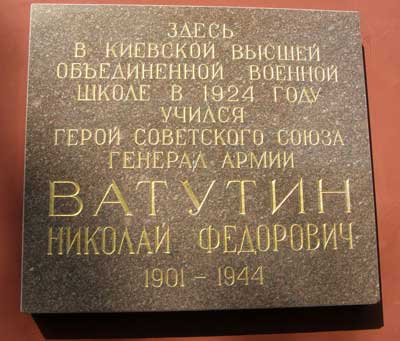 ЗДЕСЬ
В КИЕВСКОЙ ВЫСШЕЙ
ОБЪЕДИНЕННОЙ ВОЕННОЙ
ШКОЛЕ В 1924 ГОДУ
УЧИЛСЯ
ГЕРОЙ СОВЕТСКОГО СОЮЗА
ГЕНЕРАЛ АРМИИ
ВАТУТИН
НИКОЛАЙ ФЕДОРОВИЧ
1901 – 1944